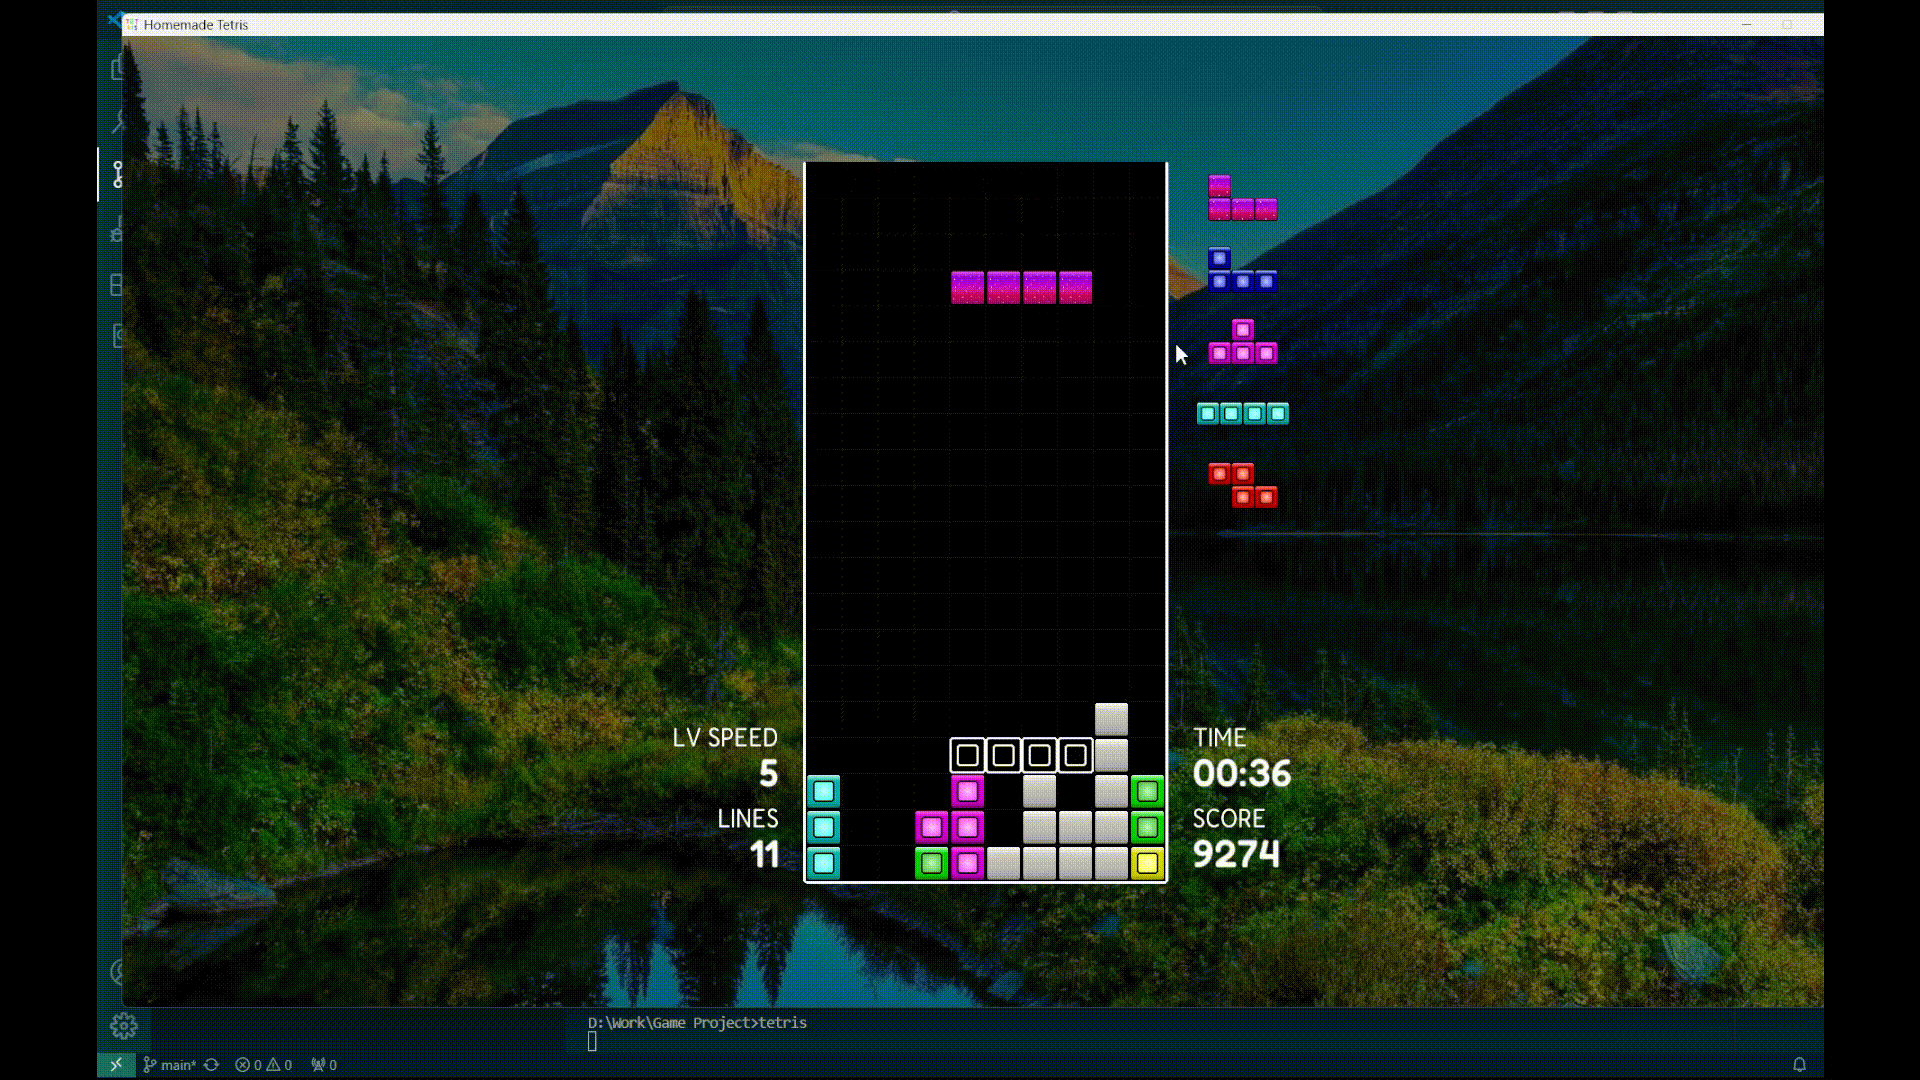 Homemade Tetris
LV SPEED
5
LINES
11
TIME
00:36
SCORE
9274
D:\Work\Game Project>tetris
main*
0
0
0